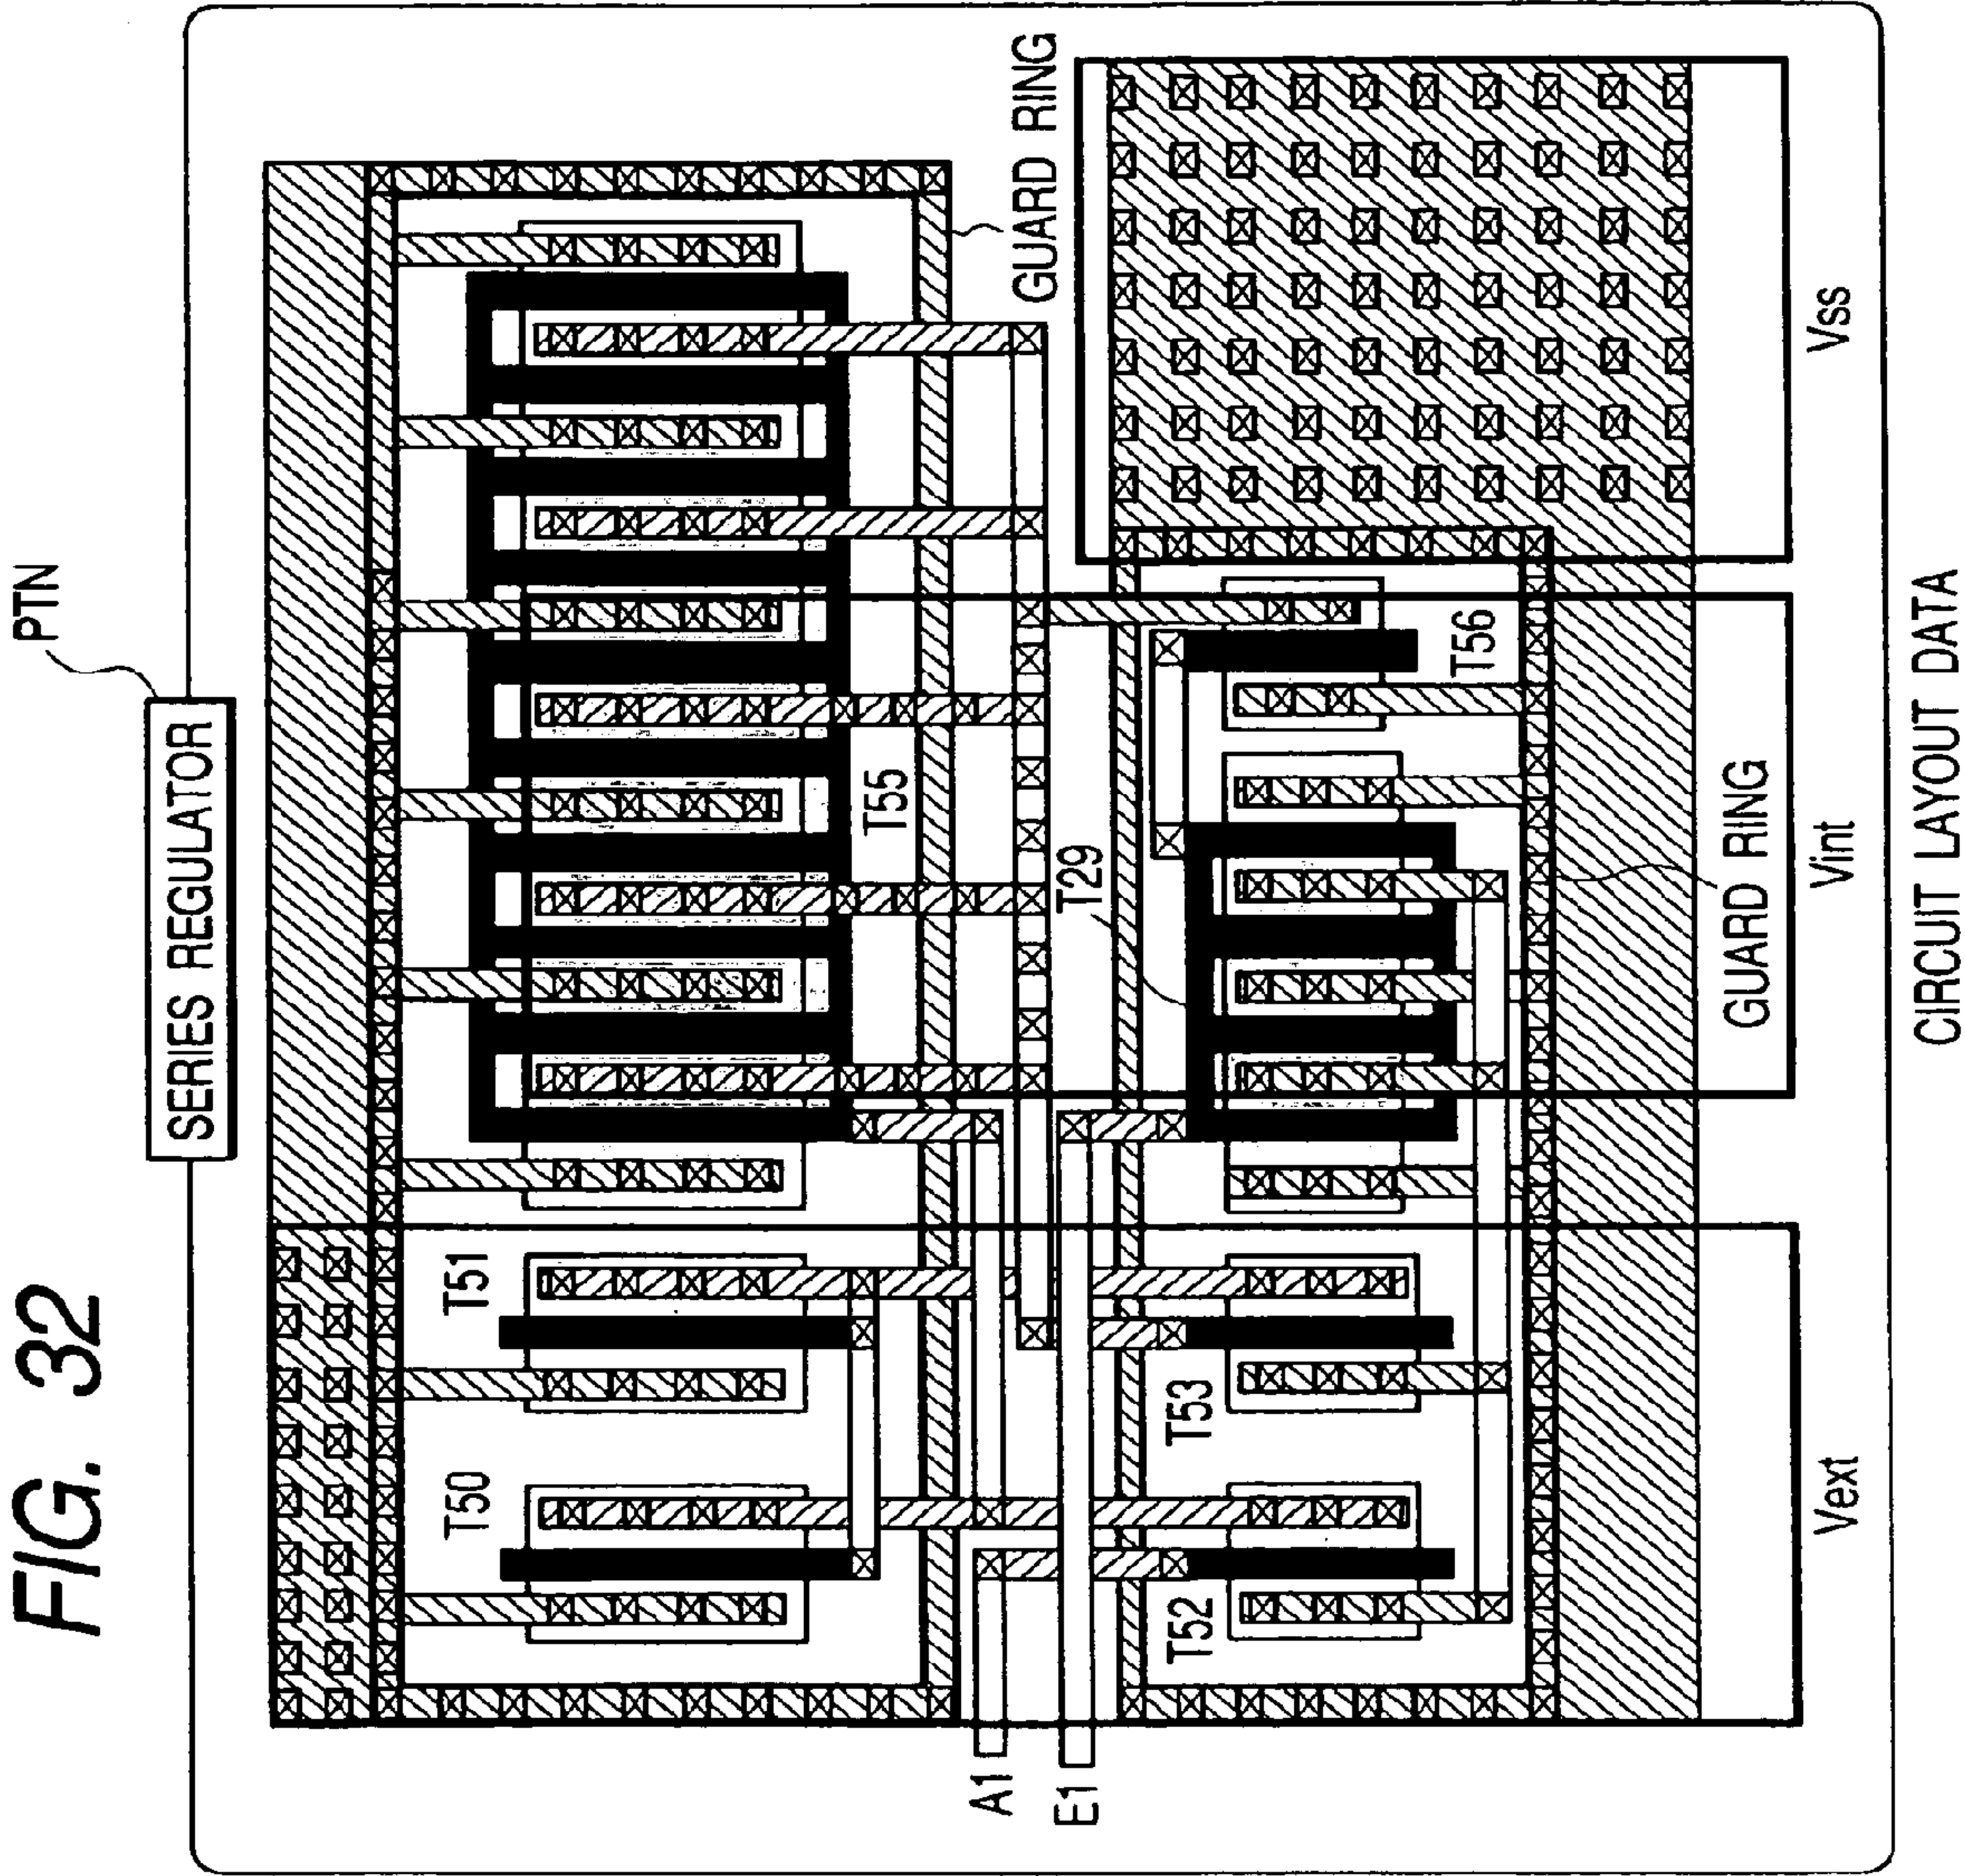 FIG. 32
PTN
SERIES REGULATOR
T50
T51
T55
GUARD RING
A1
E1
T29
T52
T53
T56
GUARD RING
Vext
Vint
Vss
CIRCUIT LAYOUT DATA